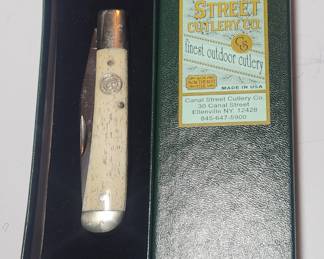 STREET
CUTLERY CO.
finest outdoor cutlery
MADE IN USA
Canal Street Cutlery Co.
30 Canal Street
Ellenville NY. 12428
845-647-5900